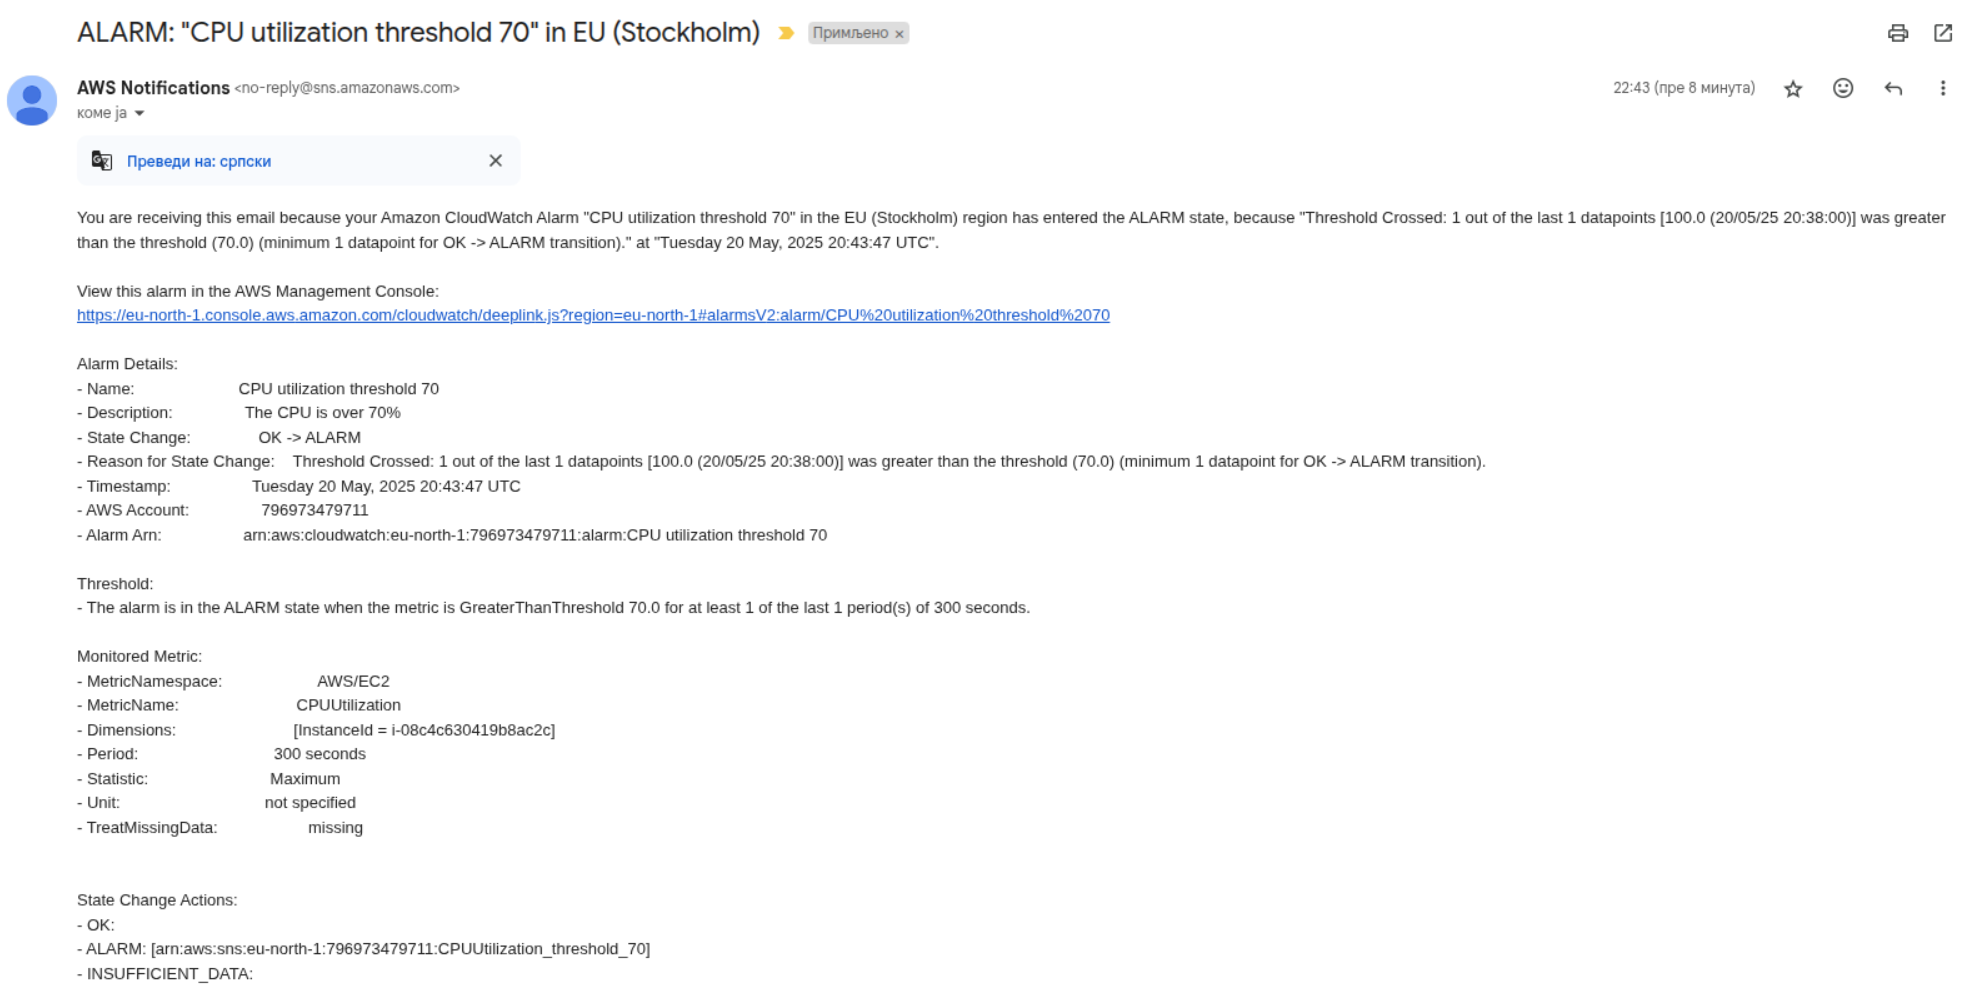 ALARM: "CPU utilization threshold 70" in EU (Stockholm) Примљено ×
AWS Notifications <no-reply@sns.amazonaws.com> 22:43 (пре 8 минута)
коме ја
Преведи на: српски
You are receiving this email because your Amazon CloudWatch Alarm "CPU utilization threshold 70" in the EU (Stockholm) region has entered the ALARM state, because "Threshold Crossed: 1 out of the last 1 datapoints [100.0 (20/05/25 20:38:00)] was greater
than the threshold (70.0) (minimum 1 datapoint for OK -> ALARM transition)." at "Tuesday 20 May, 2025 20:43:47 UTC".
View this alarm in the AWS Management Console:
https://eu-north-1.console.aws.amazon.com/cloudwatch/deeplink.js?region=eu-north-1#alarmsV2:alarm/CPU%20utilization%20threshold%2070
Alarm Details:
- Name: CPU utilization threshold 70
- Description: The CPU is over 70%
- State Change: OK -> ALARM
- Reason for State Change: Threshold Crossed: 1 out of the last 1 datapoints [100.0 (20/05/25 20:38:00)] was greater than the threshold (70.0) (minimum 1 datapoint for OK -> ALARM transition).
- Timestamp: Tuesday 20 May, 2025 20:43:47 UTC
- AWS Account: 796973479711
- Alarm Arn: arn:aws:cloudwatch:eu-north-1:796973479711:alarm:CPU utilization threshold 70
Threshold:
- The alarm is in the ALARM state when the metric is GreaterThanThreshold 70.0 for at least 1 of the last 1 period(s) of 300 seconds.
Monitored Metric:
- MetricNamespace: AWS/EC2
- MetricName: CPUUtilization
- Dimensions: [InstanceId = i-08c4c630419b8ac2c]
- Period: 300 seconds
- Statistic: Maximum
- Unit: not specified
- TreatMissingData: missing
State Change Actions:
- OK:
- ALARM: [arn:aws:sns:eu-north-1:796973479711:CPUUtilization_threshold_70]
- INSUFFICIENT_DATA: